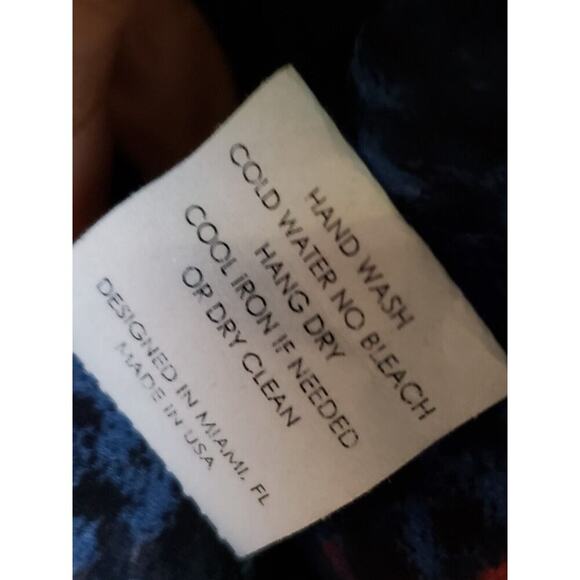 HAND WASH
COLD WATER NO BLEACH
HANG DRY
COOL IRON IF NEEDED
OR DRY CLEAN
DESIGNED IN MIAMI, FL
MADE IN USA